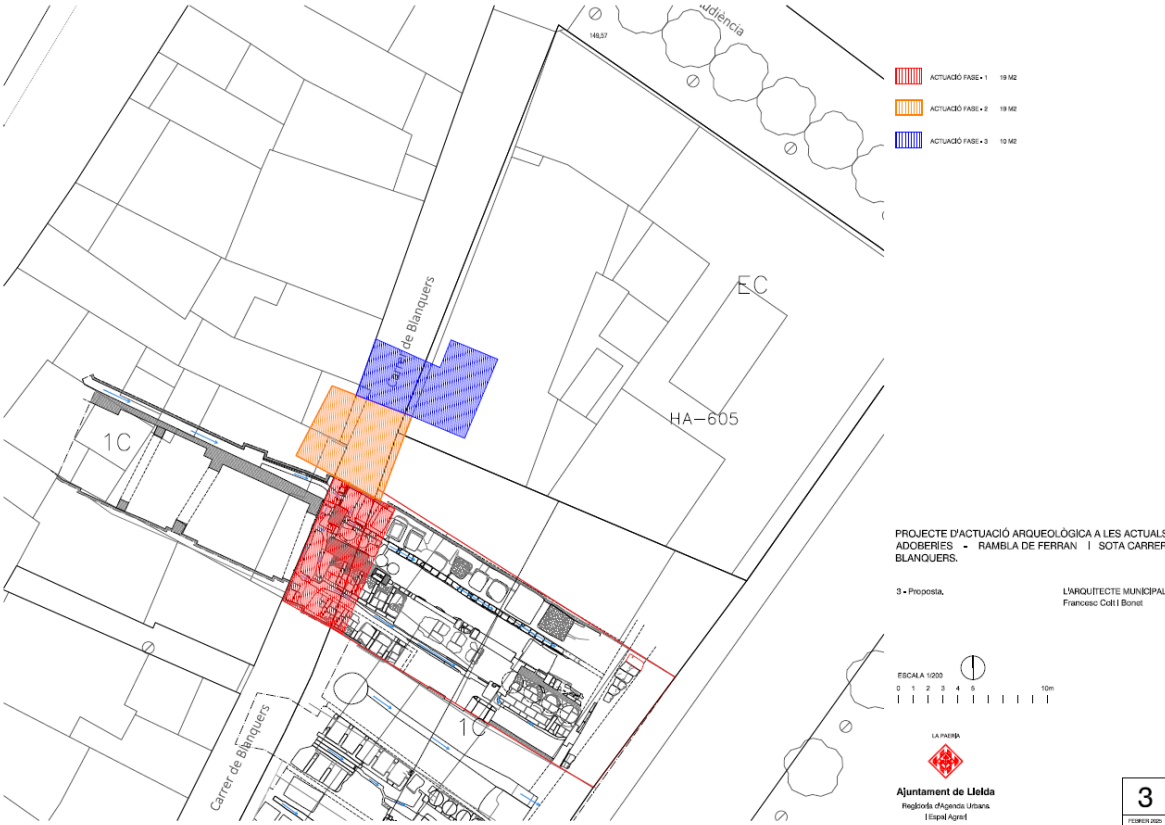 Audiència
148,57
ACTUACIÓ FASE - 1 19 M2
ACTUACIÓ FASE - 2 19 M2
ACTUACIÓ FASE - 3 10 M2
Carrer de Blanquers
EC
HA-605
1C
1C
Carrer de Blanquers
PROJECTE D'ACTUACIÓ ARQUEOLÒGICA A LES ACTUALS
ADOBERIES - RAMBLA DE FERRAN I SOTA CARRER
BLANQUERS.
3 - Proposta.
L'ARQUITECTE MUNICIPAL
Francesc Coll i Bonet
ESCALA 1/200
0 1 2 3 4 5 10m
LA PAERIA
Ajuntament de Lleida
Regidoria d'Agenda Urbana
i Espai Agrari
3
FEBRER 2025